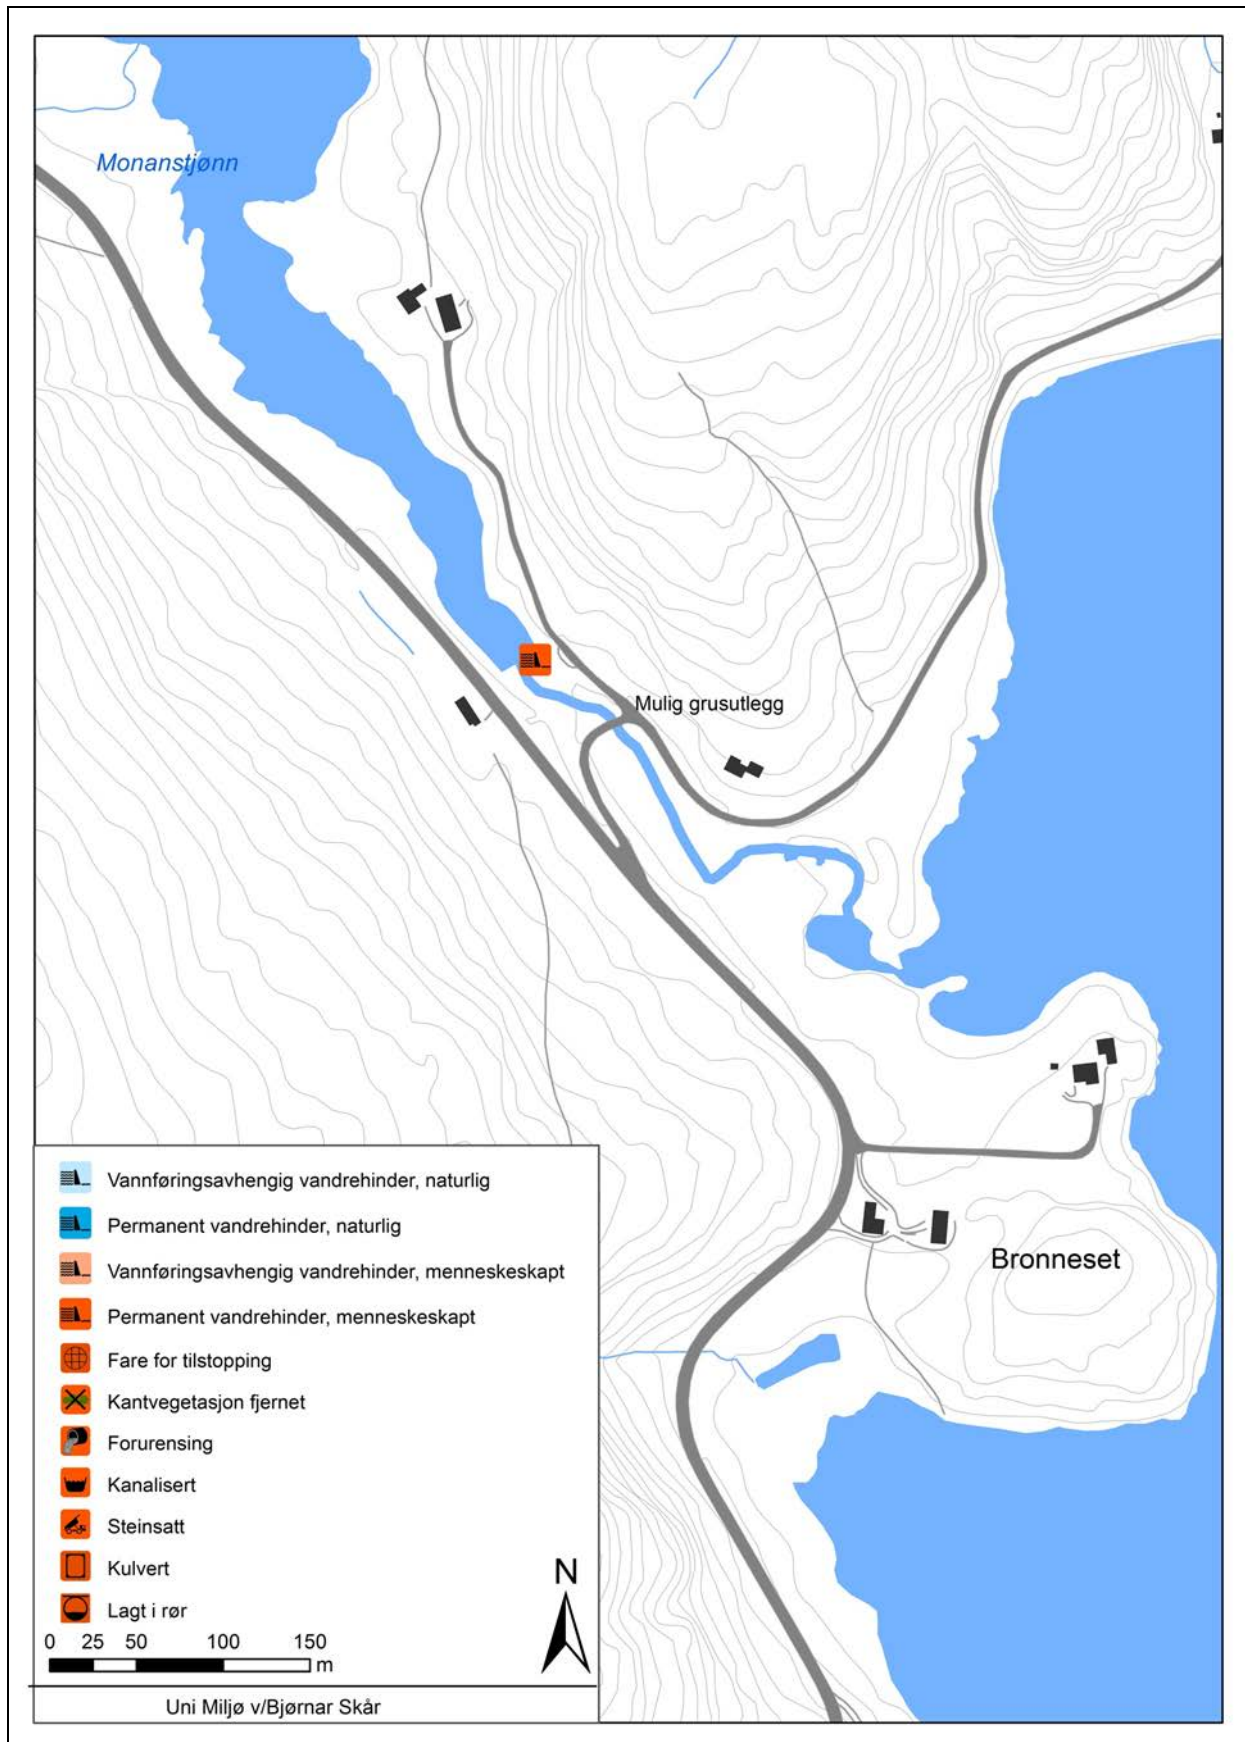 Monanstjønn
Mulig grusutlegg
Bronneset
Vannføringsavhengig vandrehinder, naturlig
Permanent vandrehinder, naturlig
Vannføringsavhengig vandrehinder, menneskeskapt
Permanent vandrehinder, menneskeskapt
Fare for tilstopping
Kantvegetasjon fjernet
Forurensing
Kanalisert
Steinsatt
Kulvert
Lagt i rør
N
0 25 50 100 150
m
Uni Miljø v/Bjørnar Skår